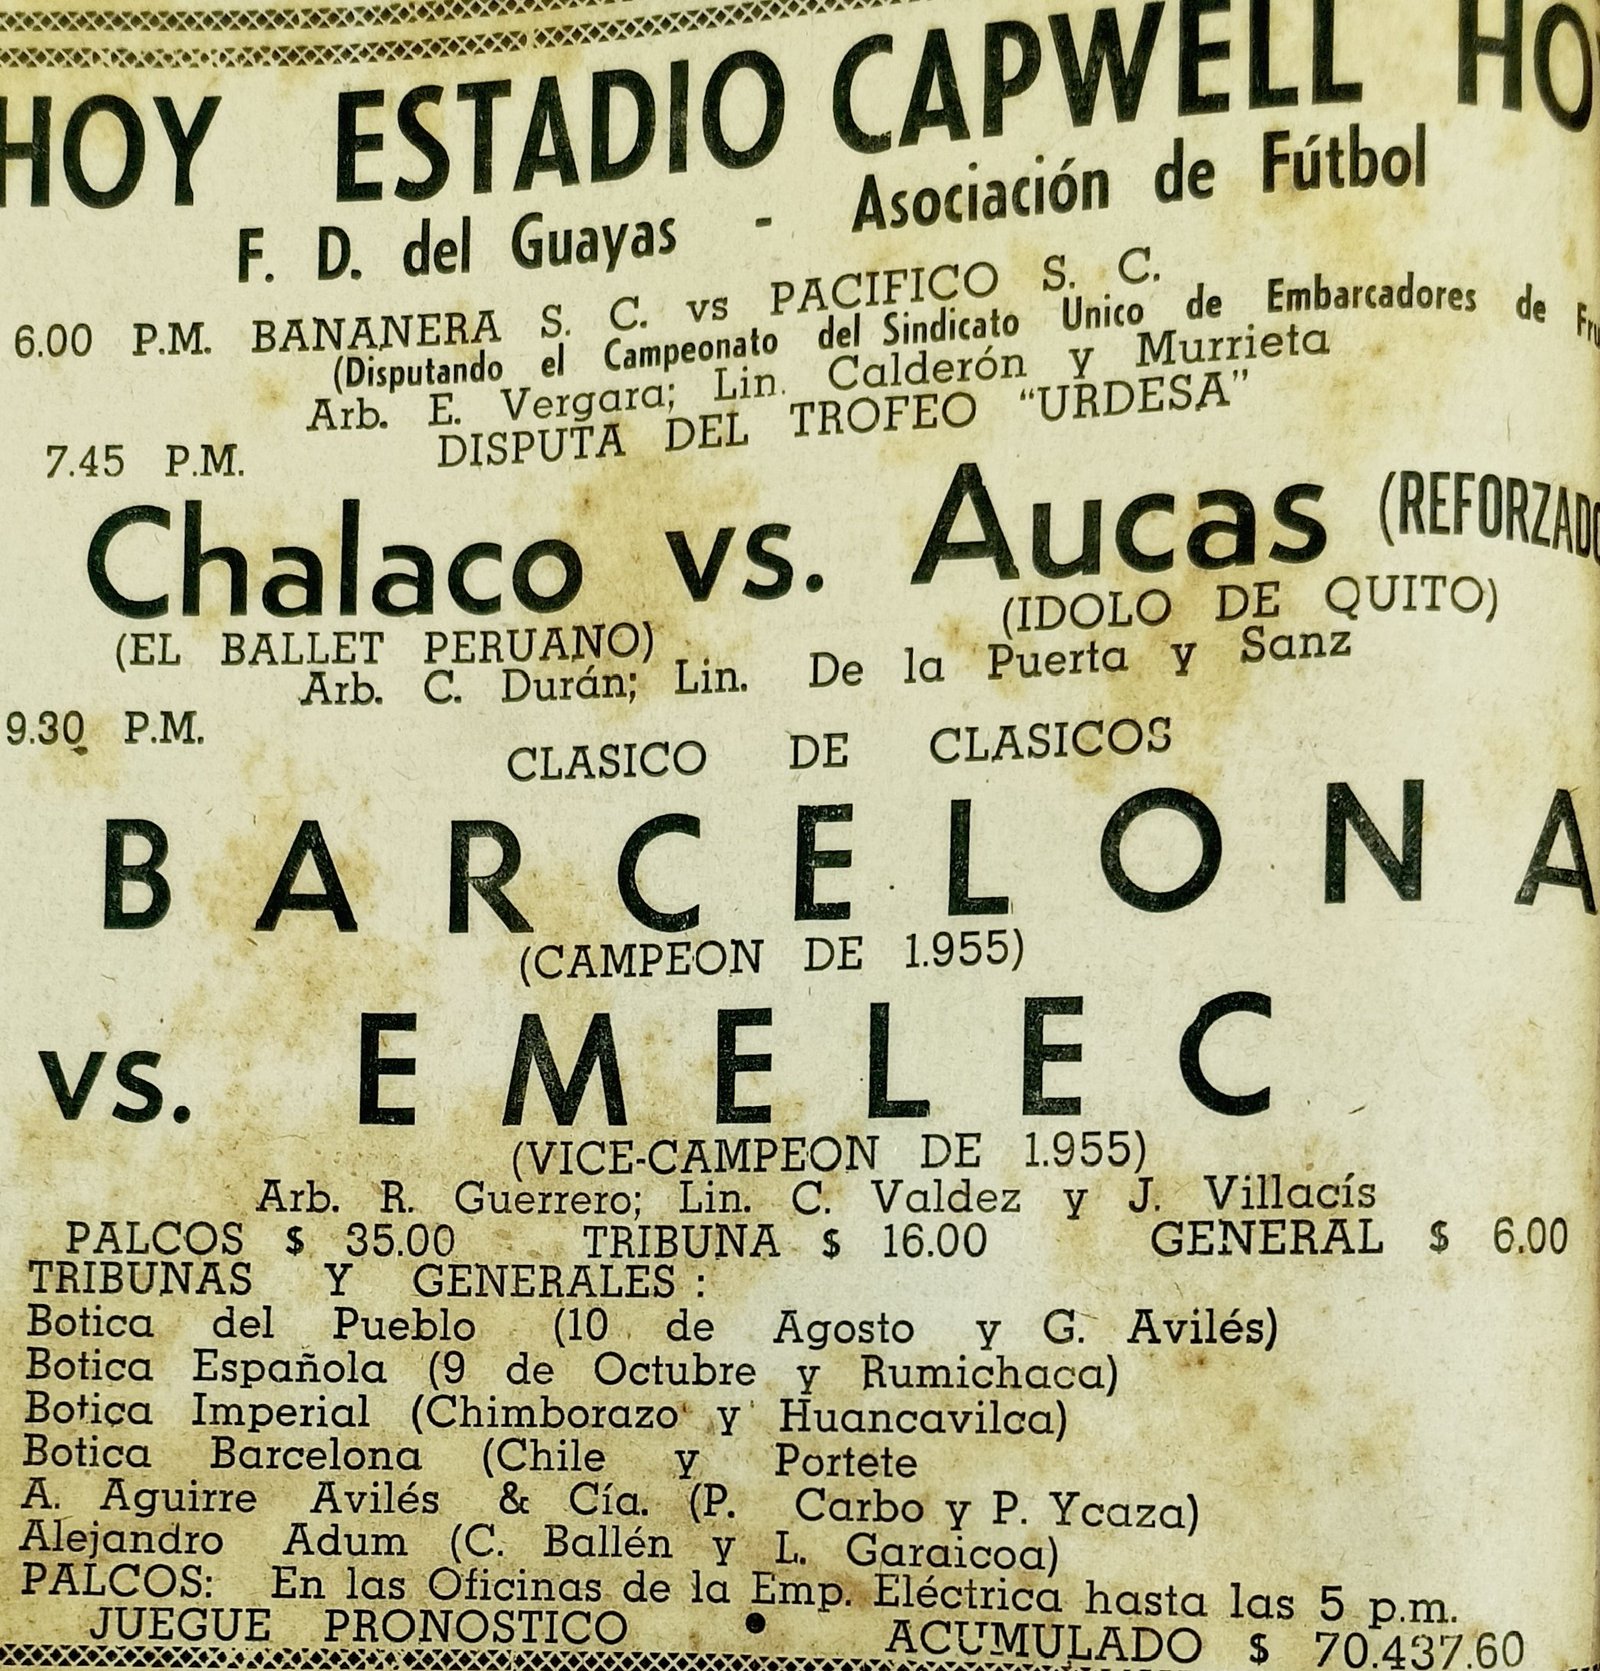 HOY ESTADIO CAPWELL HOY
F. D. del Guayas - Asociación de Fútbol
6.00 P.M. BANANERA S. C. vs PACIFICO S. C.
(Disputando el Campeonato del Sindicato Unico de Embarcadores de Fru
Arb. E. Vergara; Lin. Calderón y Murrieta
7.45 P.M. DISPUTA DEL TROFEO “URDESA”
Chalaco vs. Aucas (REFORZADO
(EL BALLET PERUANO) (IDOLO DE QUITO)
Arb. C. Durán; Lin. De la Puerta y Sanz
9.30 P.M.
CLASICO DE CLASICOS
BARCELONA
(CAMPEON DE 1.955)
vs. EMELEC
(VICE-CAMPEON DE 1.955)
Arb. R. Guerrero; Lin. C. Valdez y J. Villacís
PALCOS $ 35.00 TRIBUNA $ 16.00 GENERAL $ 6.00
TRIBUNAS Y GENERALES :
Botica del Pueblo (10 de Agosto y G. Avilés)
Botica Española (9 de Octubre y Rumichaca)
Botica Imperial (Chimborazo y Huancavilca)
Botica Barcelona (Chile y Portete
A. Aguirre Avilés & Cía. (P. Carbo y P. Ycaza)
Alejandro Adum (C. Ballén y L. Garaicoa)
PALCOS: En las Oficinas de la Emp. Eléctrica hasta las 5 p.m.
JUEGUE PRONOSTICO • ACUMULADO $ 70.437.60